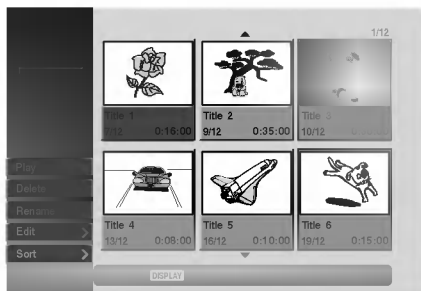 1/12
Title 1
7/12 0:16:00
Title 2
9/12 0:35:00
Title 3
10/12
Play
Delete
Rename
Edit
Sort
Title 4
13/12 0:08:00
Title 5
16/12 0:10:00
Title 6
19/12 0:15:00
DISPLAY